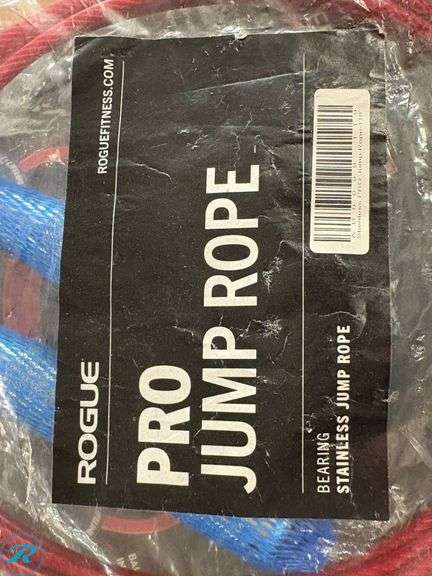 ROGUE
ROGUEFITNESS.COM
PRO
JUMP ROPE
BEARING
STAINLESS JUMP ROPE
R